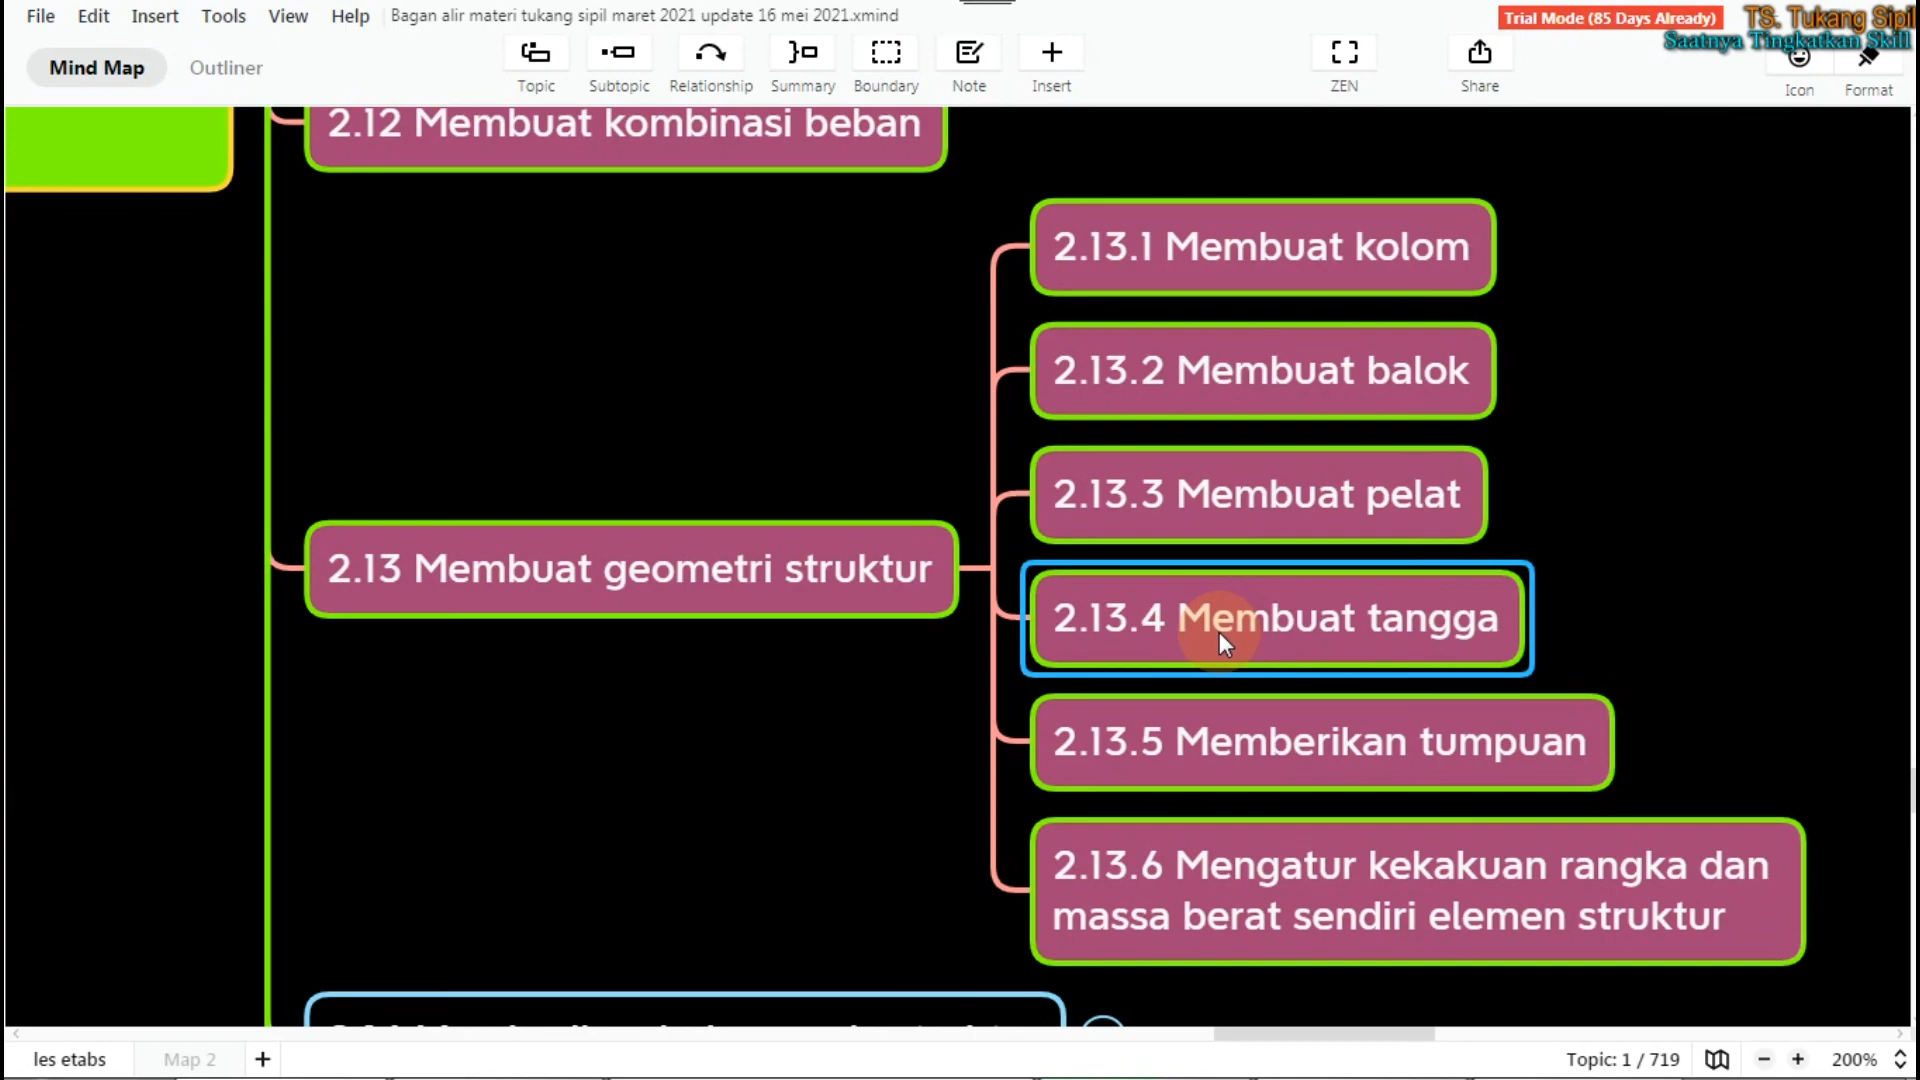 File Edit Insert Tools View Help Bagan alir materi tukang sipil maret 2021 update 16 mei 2021.xmind
Trial Mode (85 Days Already)
TS. Tukang Sipil
Saatnya Tingkatkan Skill
Mind Map Outliner
Topic Subtopic Relationship Summary Boundary Note Insert ZEN Share Icon Format
2.12 Membuat kombinasi beban
2.13.1 Membuat kolom
2.13.2 Membuat balok
2.13.3 Membuat pelat
2.13 Membuat geometri struktur
2.13.4 Membuat tangga
2.13.5 Memberikan tumpuan
2.13.6 Mengatur kekakuan rangka dan
massa berat sendiri elemen struktur
les etabs Map 2 Topic: 1 / 719 200%